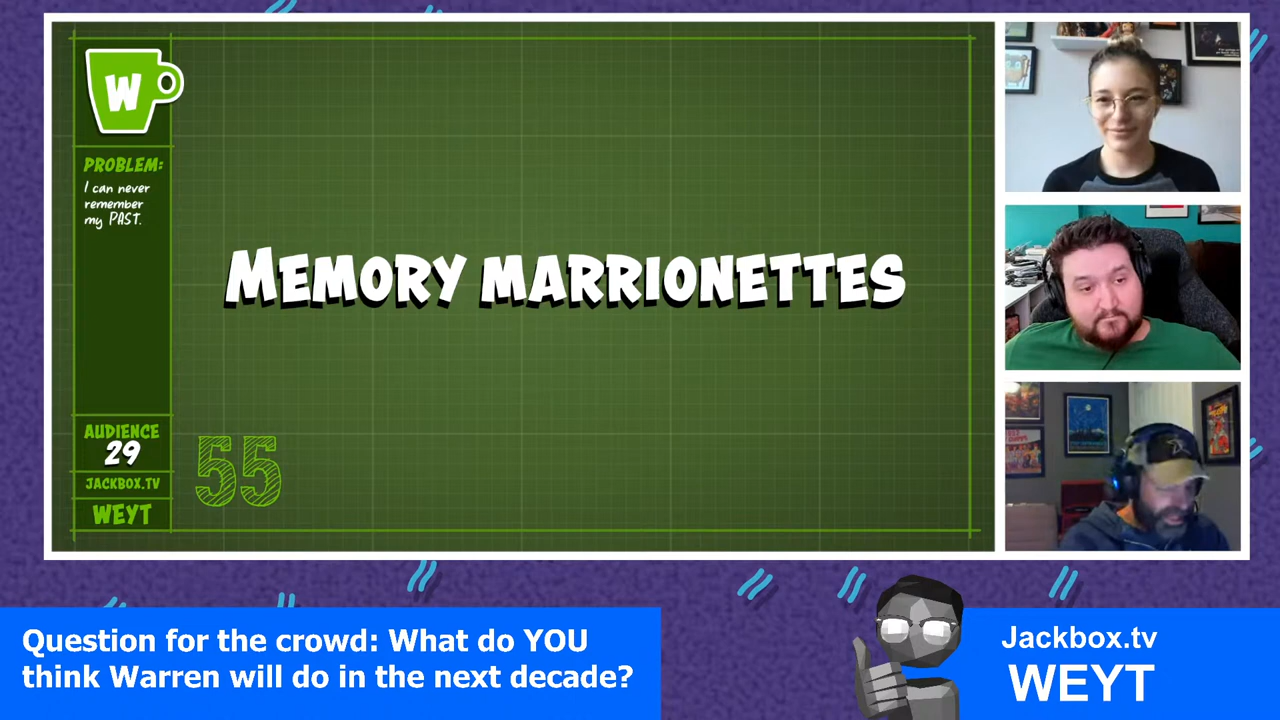 W
PROBLEM:
I can never
remember
my PAST.
MEMORY MARRIONETTES
AUDIENCE
29
JACKBOX.TV
WEYT
55
Question for the crowd: What do YOU
think Warren will do in the next decade?
Jackbox.tv
WEYT